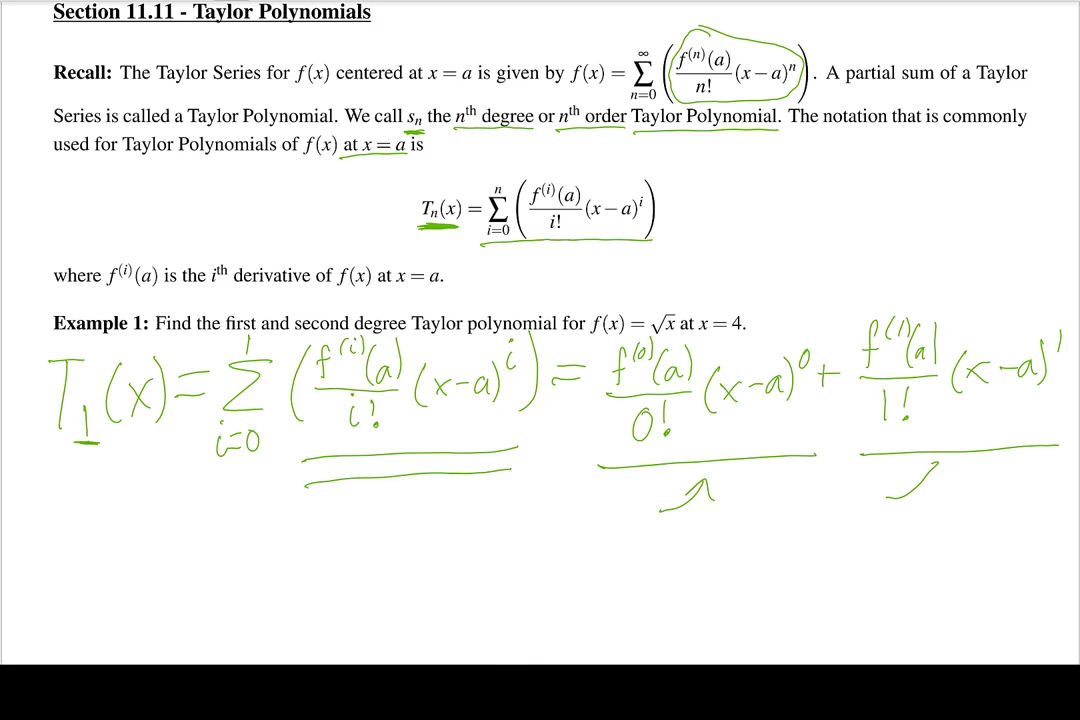 Section 11.11 - Taylor Polynomials
Recall: The Taylor Series for f(x) centered at x = a is given by f(x) = ∑_{n=0}^{∞} ( f^{(n)}(a)/n! (x−a)^n ). A partial sum of a Taylor
Series is called a Taylor Polynomial. We call s_n the n^{th} degree or n^{th} order Taylor Polynomial. The notation that is commonly
used for Taylor Polynomials of f(x) at x = a is
T_n(x) = ∑_{i=0}^{n} ( f^{(i)}(a)/i! (x−a)^i )
where f^{(i)}(a) is the i^{th} derivative of f(x) at x = a.
Example 1: Find the first and second degree Taylor polynomial for f(x) = √x at x = 4.
T_1(x) = ∑_{i=0}^{1} ( f^{(i)}(a)/i! (x−a)^i ) = f^{(0)}(a)/0! (x−a)^0 + f^{(1)}(a)/1! (x−a)^1